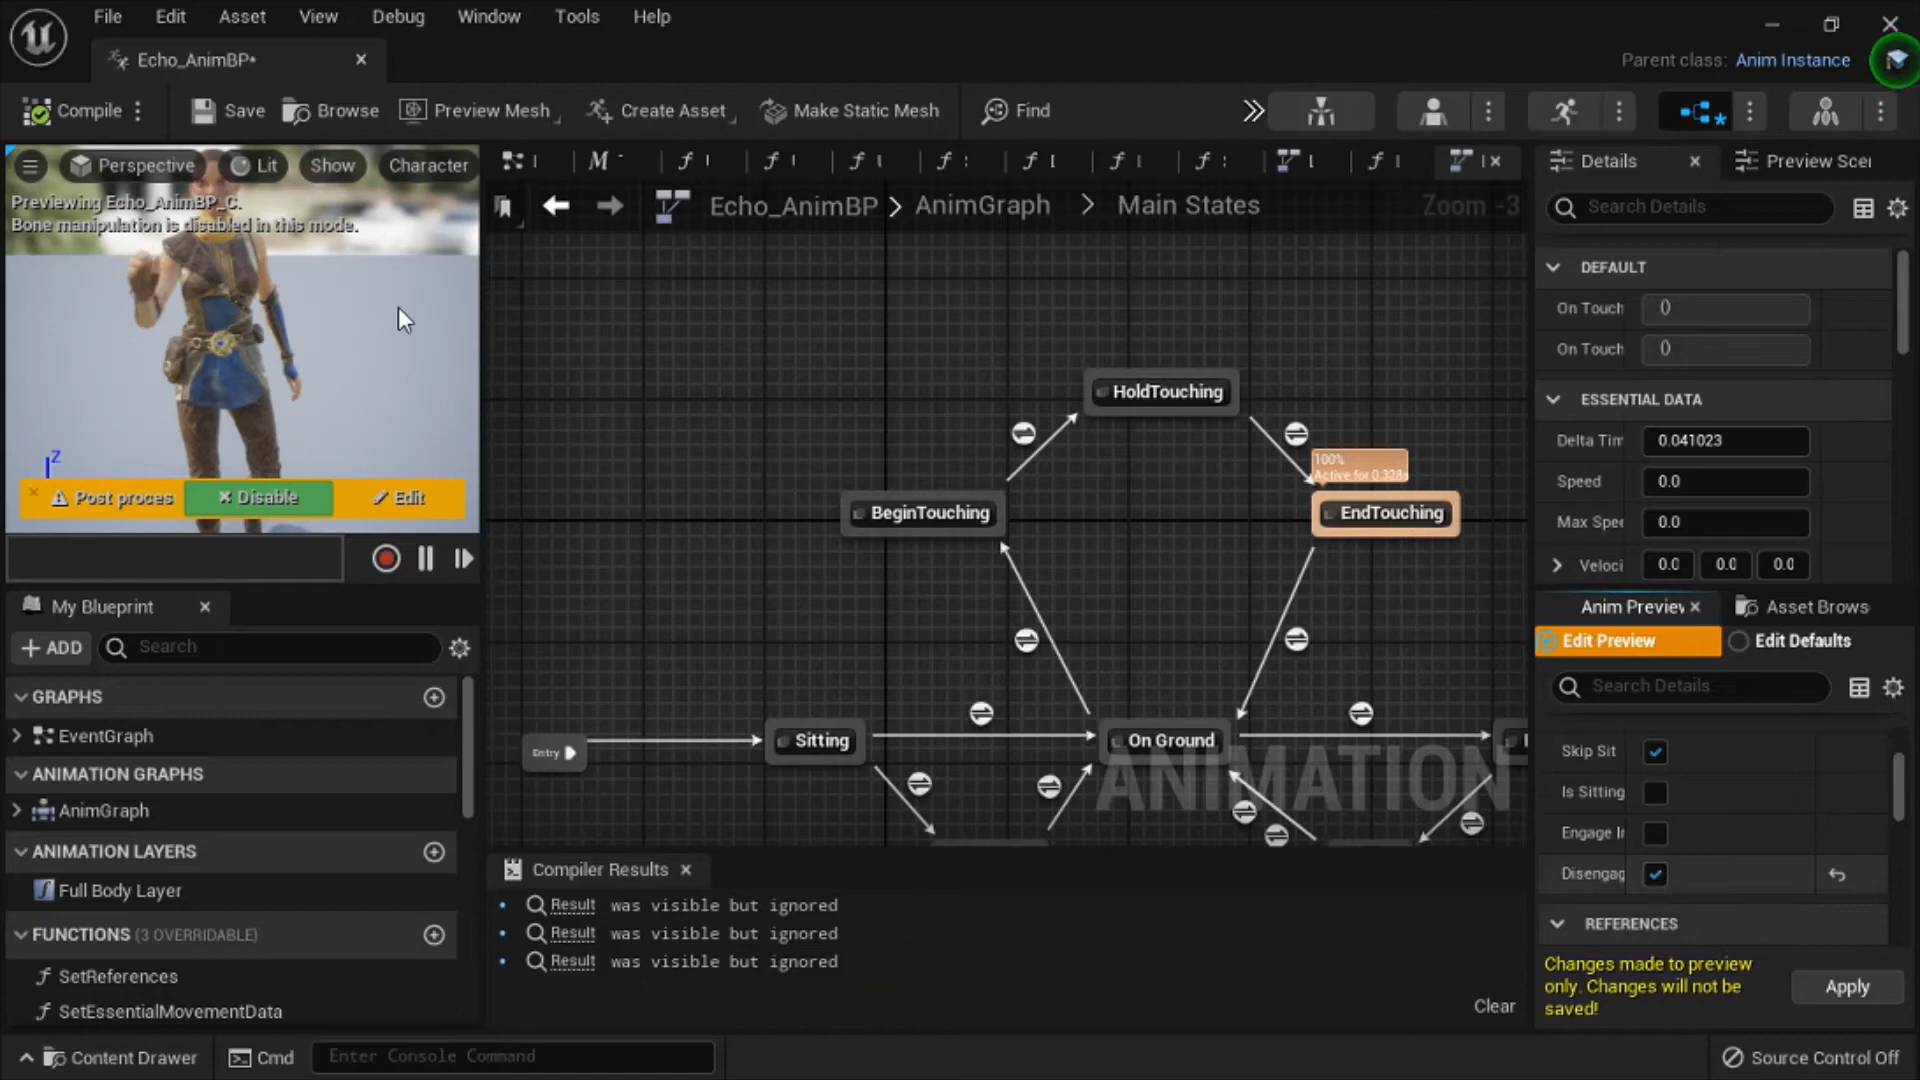 File Edit Asset View Debug Window Tools Help
Echo_AnimBP*
Parent class: Anim Instance
Compile Save Browse Preview Mesh Create Asset Make Static Mesh Find
Perspective Lit Show Character
Previewing Echo_AnimBP_C.
Bone manipulation is disabled in this mode.
Z
Post proces Disable Edit
My Blueprint
ADD Search
GRAPHS
EventGraph
ANIMATION GRAPHS
AnimGraph
ANIMATION LAYERS
Full Body Layer
FUNCTIONS (3 OVERRIDABLE)
SetReferences
SetEssentialMovementData
Echo_AnimBP > AnimGraph > Main States Zoom -3
HoldTouching
100%
Active for 0.328s
BeginTouching
EndTouching
Entry
Sitting
On Ground
ANIMATION
Compiler Results
Result was visible but ignored
Result was visible but ignored
Result was visible but ignored
Clear
Details Preview Scer
Search Details
DEFAULT
On Touch 0
On Touch 0
ESSENTIAL DATA
Delta Tim 0.041023
Speed 0.0
Max Spee 0.0
Veloci 0.0 0.0 0.0
Anim Preview Asset Brows
Edit Preview Edit Defaults
Search Details
Skip Sit
Is Sitting
Engage Ir
Disengag
REFERENCES
Changes made to preview
only. Changes will not be
saved!
Apply
Content Drawer Cmd Enter Console Command Source Control Off